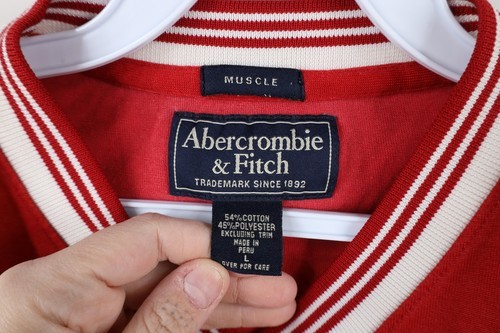 MUSCLE
Abercrombie
& Fitch
TRADEMARK SINCE 1892
54% COTTON
46% POLYESTER
EXCLUDING TRIM
MADE IN
PERU
L
OVER FOR CARE